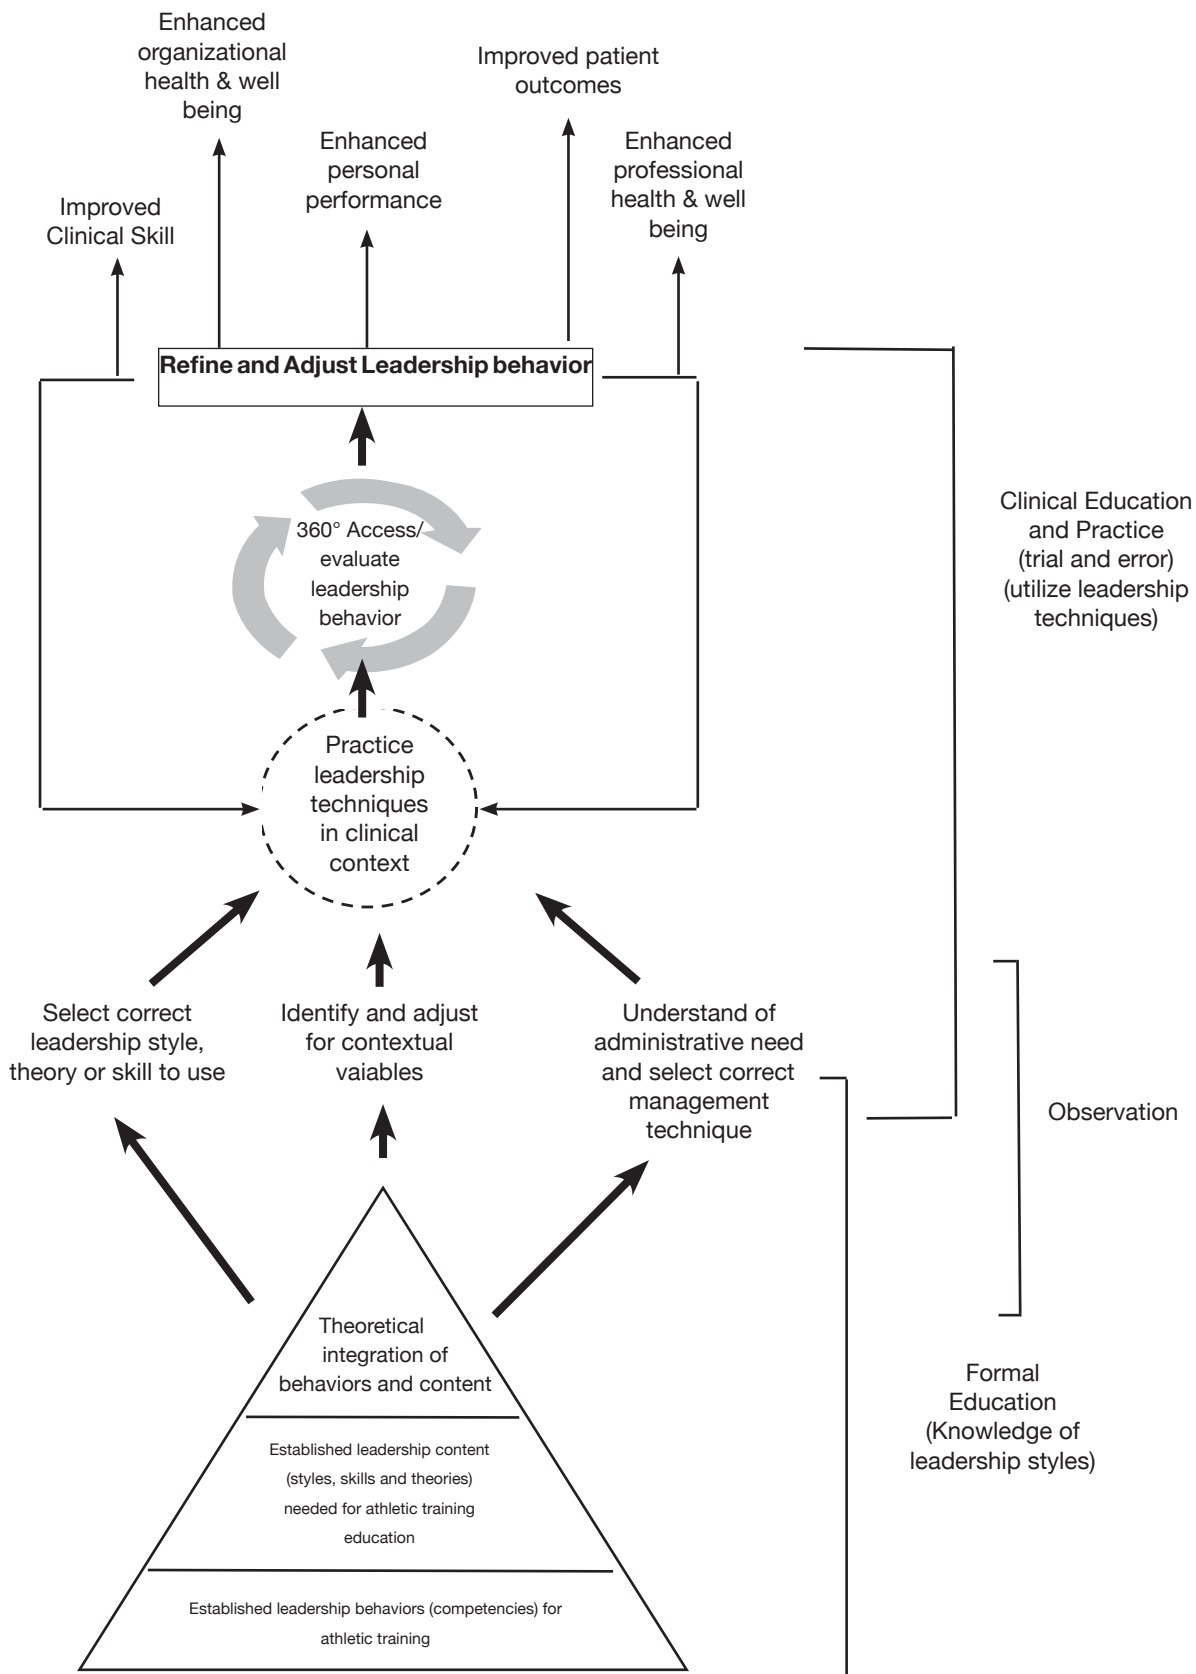 Enhanced
organizational
health & well
being
Improved patient
outcomes
Enhanced
personal
performance
Enhanced
professional
health & well
being
Improved
Clinical Skill
Refine and Adjust Leadership behavior
360° Access/
evaluate
leadership
behavior
Clinical Education
and Practice
(trial and error)
(utilize leadership
techniques)
Practice
leadership
techniques
in clinical
context
Select correct
leadership style,
theory or skill to use
Identify and adjust
for contextual
vaiables
Understand of
administrative need
and select correct
management
technique
Observation
Theoretical
integration of
behaviors and content
Formal
Education
(Knowledge of
leadership styles)
Established leadership content
(styles, skills and theories)
needed for athletic training
education
Established leadership behaviors (competencies) for
athletic training